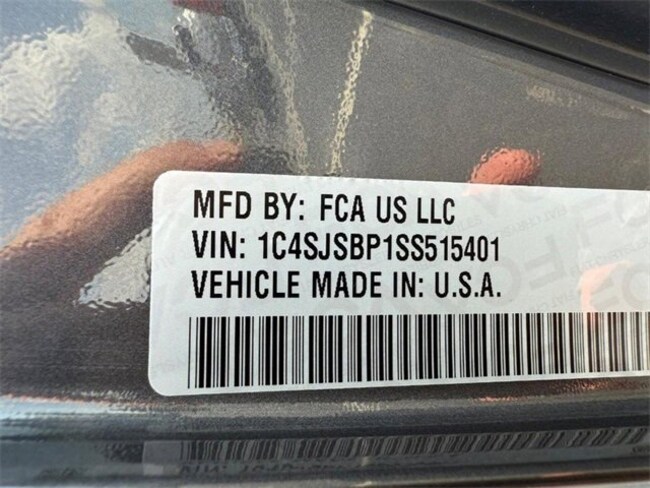 MFD BY: FCA US LLC
VIN: 1C4SJSBP1SS515401
VEHICLE MADE IN: U.S.A.